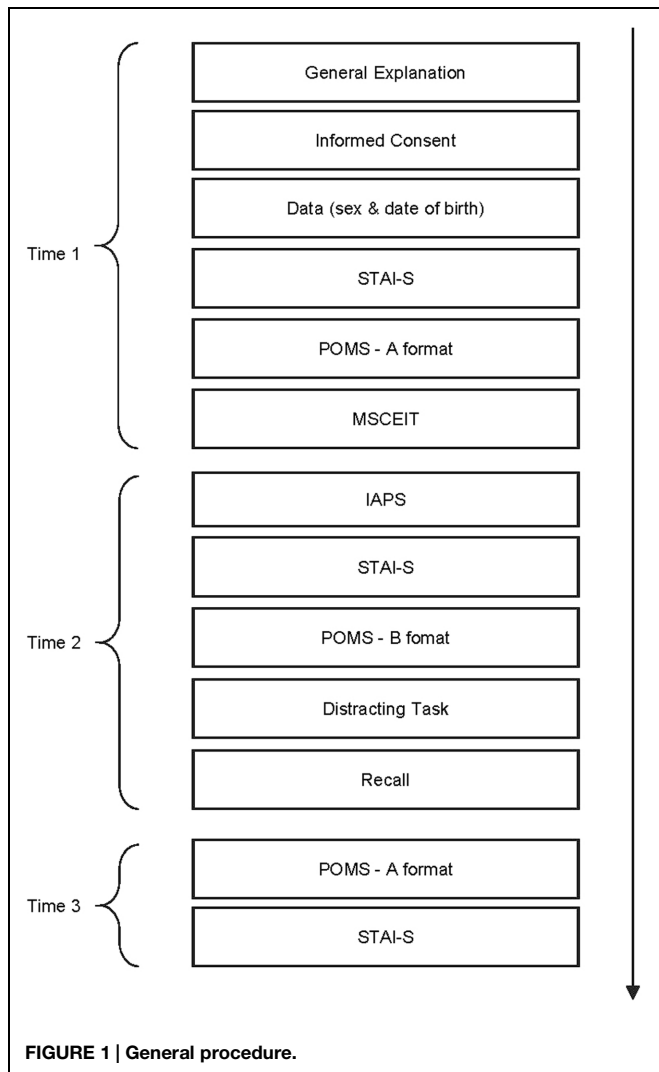 General Explanation
Informed Consent
Data (sex & date of birth)
Time 1
STAI-S
POMS - A format
MSCEIT
IAPS
STAI-S
Time 2
POMS - B fomat
Distracting Task
Recall
POMS - A format
Time 3
STAI-S
FIGURE 1 | General procedure.